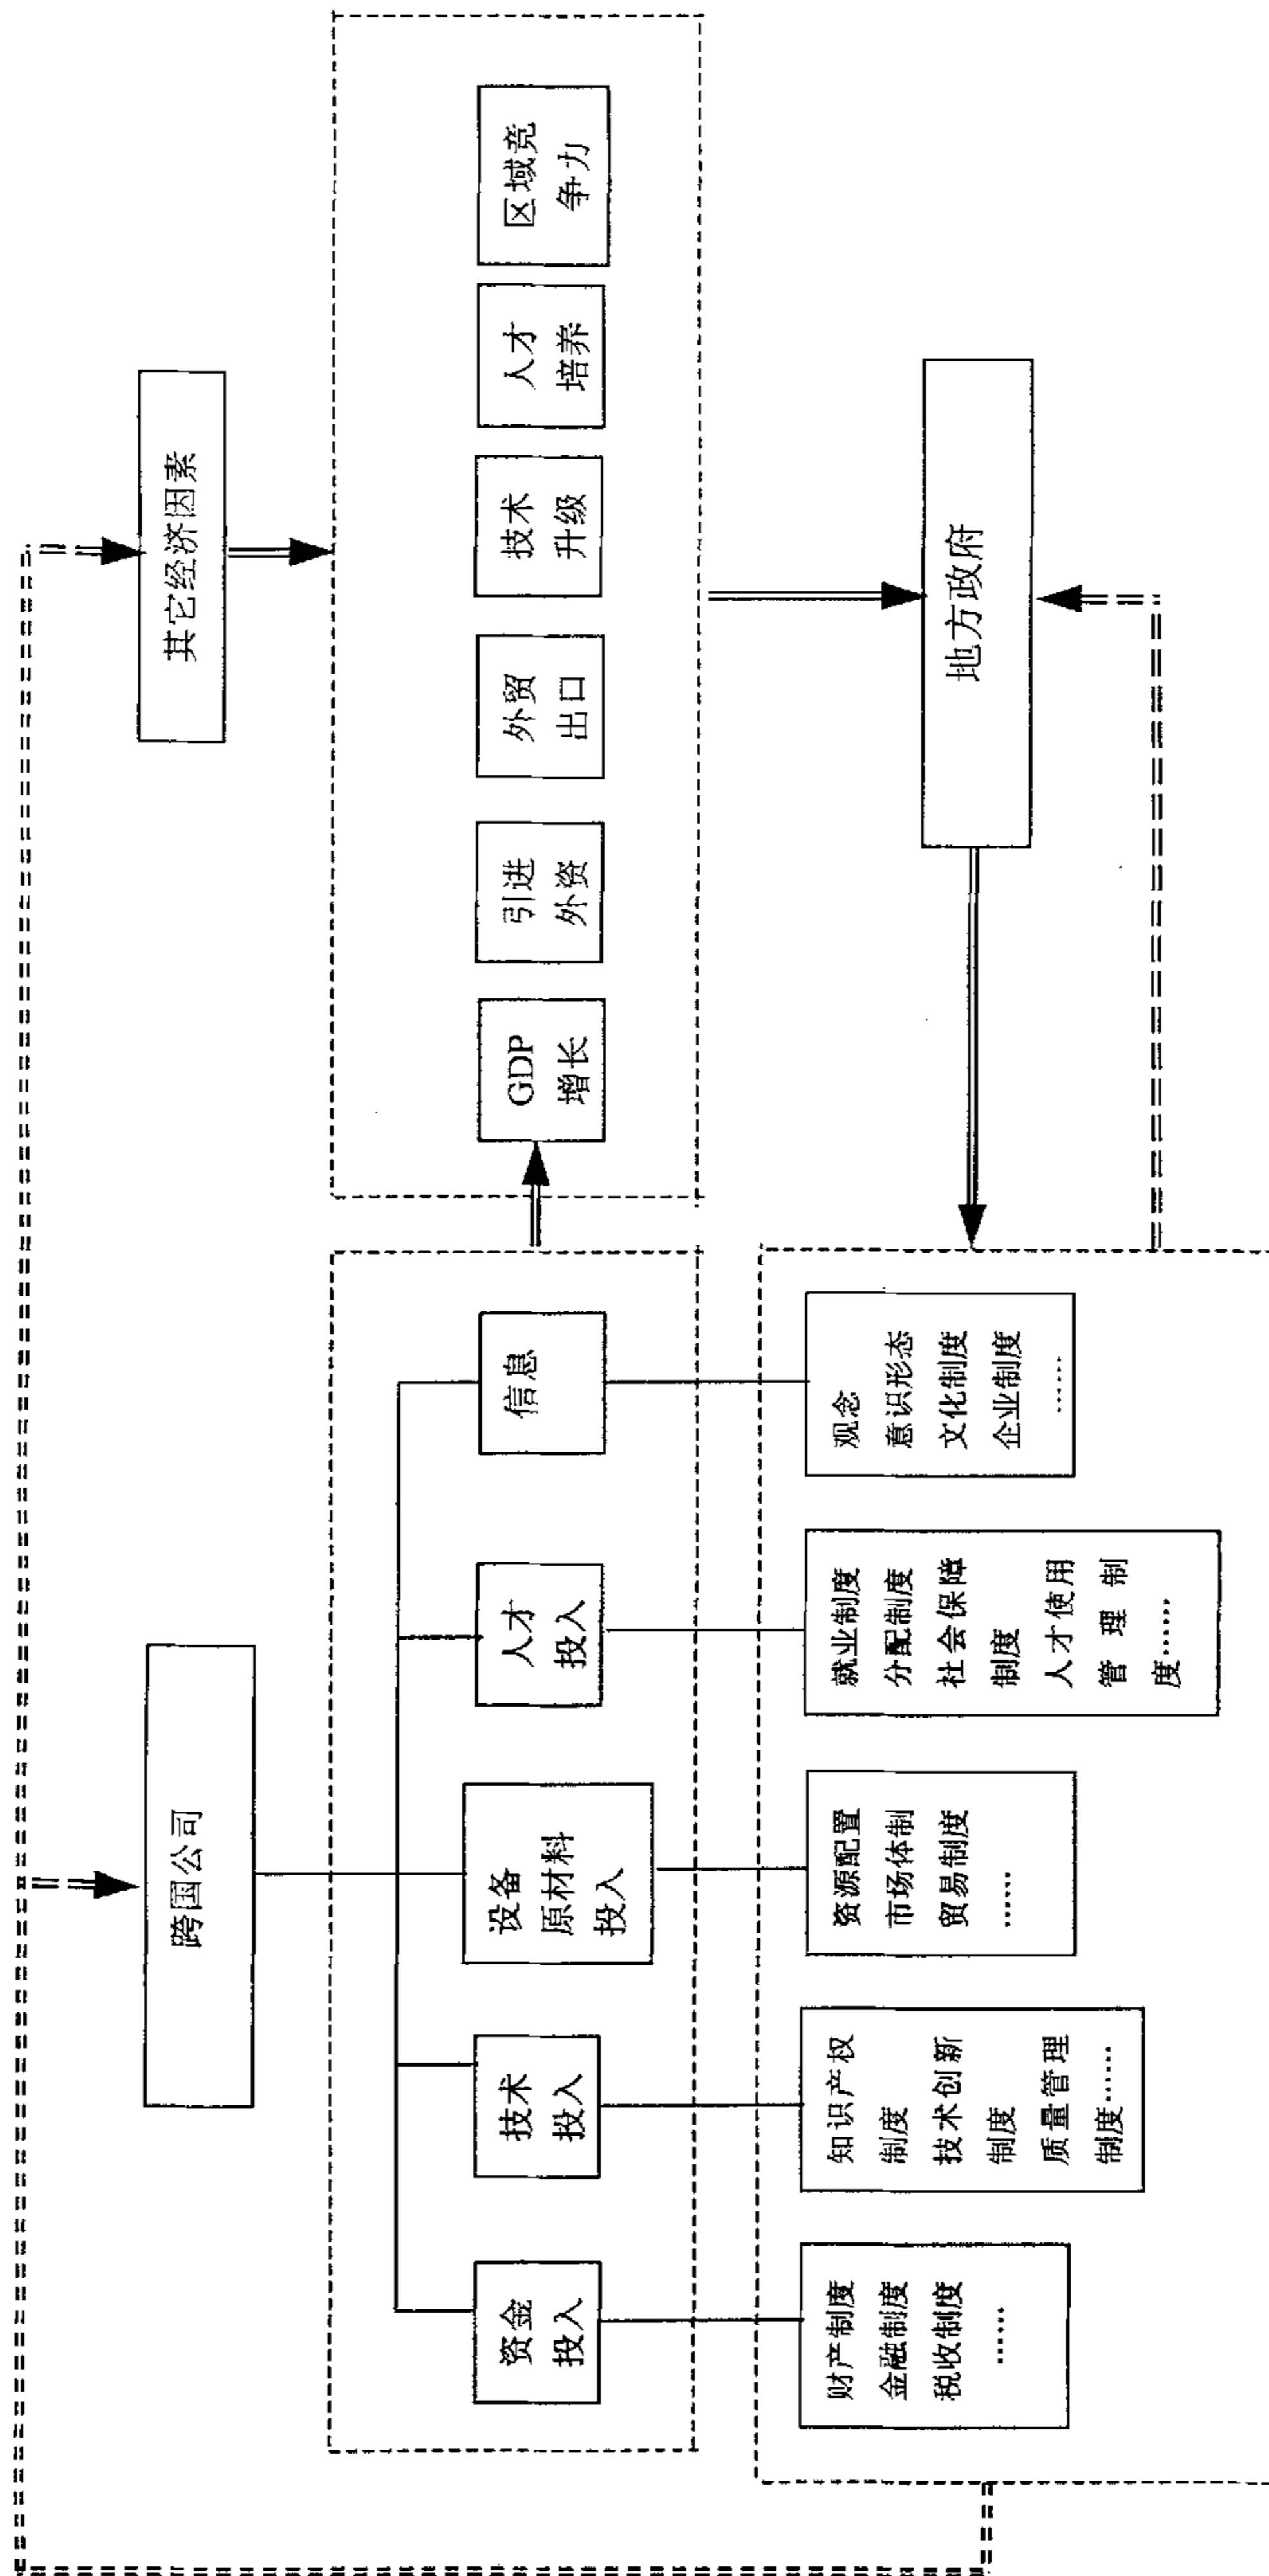 跨国公司
其它经济因素
资金
投入
技术
投入
设备
原材料
投入
人才
投入
信息
GDP
增长
引进
外资
外贸
出口
技术
升级
人才
培养
区域竞
争力
财产制度
金融制度
税收制度
……
知识产权
制度
技术创新
制度
质量管理
制度……
资源配置
市场体制
贸易制度
……
就业制度
分配制度
社会保障
制度
人才使用
管理制
度……
观念
意识形态
文化制度
企业制度
……
地方政府